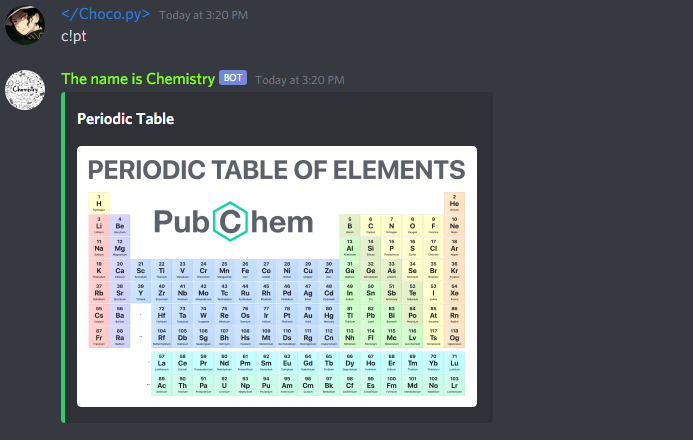 </Choco.py> Today at 3:20 PM
c!pt
Chemistry
The name is Chemistry BOT Today at 3:20 PM
Periodic Table
PERIODIC TABLE OF ELEMENTS
PubChem
1 2
H He
3 4 5 6 7 8 9 10
Li Be B C N O F Ne
11 12 13 14 15 16 17 18
Na Mg Al Si P S Cl Ar
19 20 21 22 23 24 25 26 27 28 29 30 31 32 33 34 35 36
K Ca Sc Ti V Cr Mn Fe Co Ni Cu Zn Ga Ge As Se Br Kr
37 38 39 40 41 42 43 44 45 46 47 48 49 50 51 52 53 54
Rb Sr Y Zr Nb Mo Tc Ru Rh Pd Ag Cd In Sn Sb Te I Xe
55 56 72 73 74 75 76 77 78 79 80 81 82 83 84 85 86
Cs Ba Hf Ta W Re Os Ir Pt Au Hg Tl Pb Bi Po At Rn
87 88 104 105 106 107 108 109 110 111 112 113 114 115 116 117 118
Fr Ra Rf Db Sg Bh Hs Mt Ds Rg Cn Nh Fl Mc Lv Ts Og
57 58 59 60 61 62 63 64 65 66 67 68 69 70 71
La Ce Pr Nd Pm Sm Eu Gd Tb Dy Ho Er Tm Yb Lu
89 90 91 92 93 94 95 96 97 98 99 100 101 102 103
Ac Th Pa U Np Pu Am Cm Bk Cf Es Fm Md No Lr